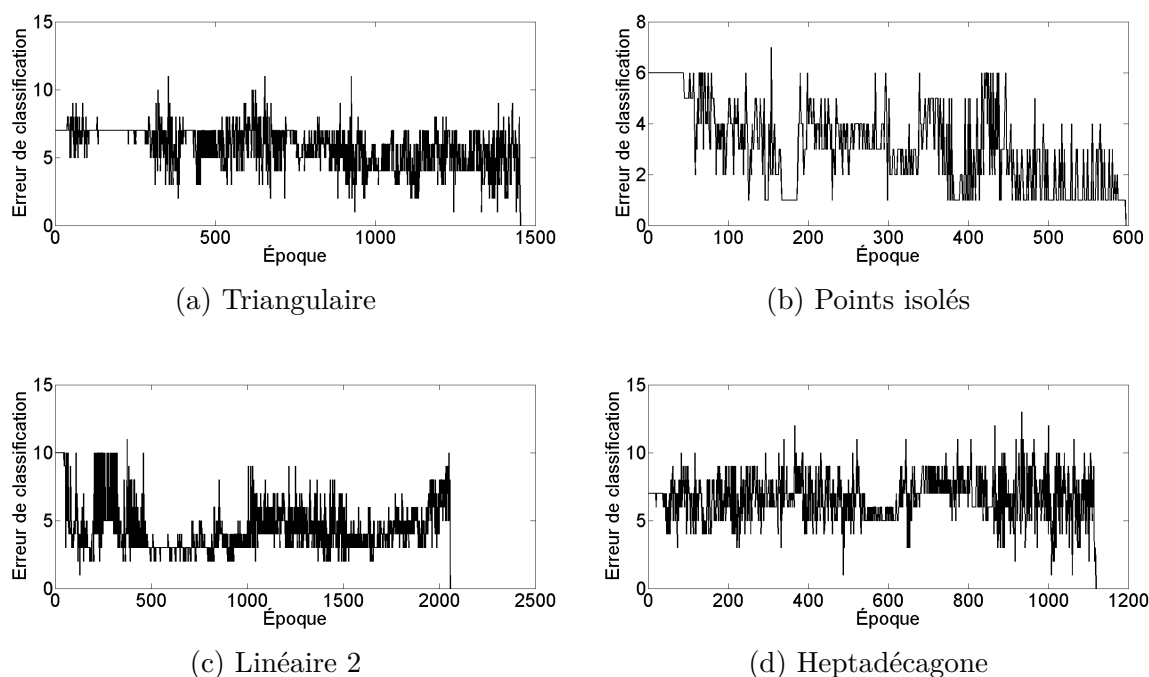 15
10
5
0
Erreur de classification
0 500 1000 1500
Époque
(a) Triangulaire
8
6
4
2
0
Erreur de classification
0 100 200 300 400 500 600
Époque
(b) Points isolés
15
10
5
0
Erreur de classification
0 500 1000 1500 2000 2500
Époque
(c) Linéaire 2
15
10
5
0
Erreur de classification
0 200 400 600 800 1000 1200
Époque
(d) Heptadécagone